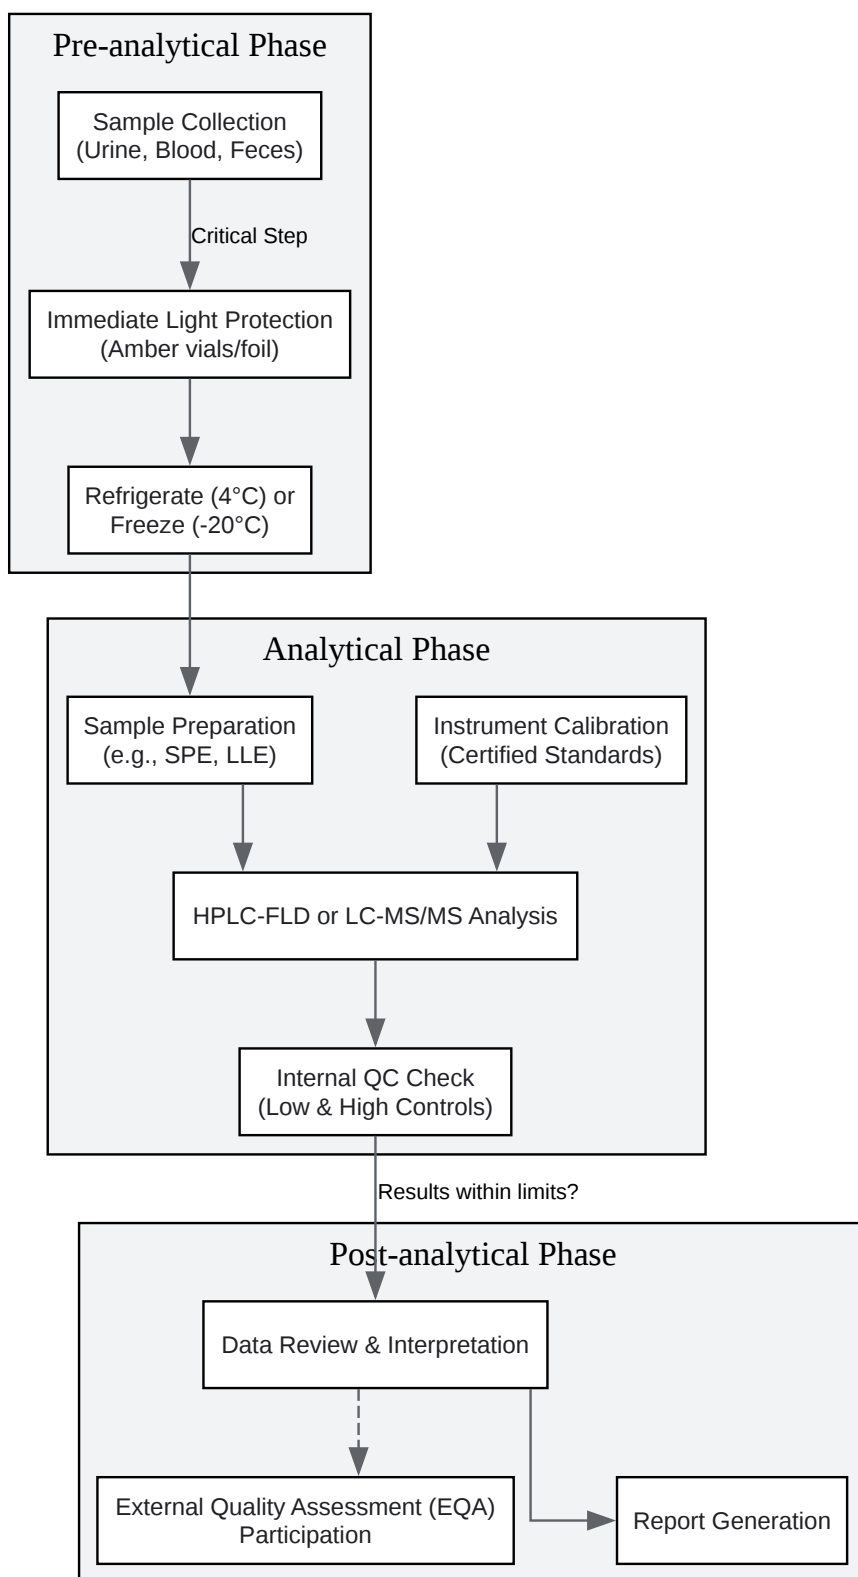 Pre-analytical Phase
Sample Collection
(Urine, Blood, Feces)
Critical Step
Immediate Light Protection
(Amber vials/foil)
Refrigerate (4°C) or
Freeze (-20°C)
Analytical Phase
Sample Preparation
(e.g., SPE, LLE)
Instrument Calibration
(Certified Standards)
HPLC-FLD or LC-MS/MS Analysis
Internal QC Check
(Low & High Controls)
Results within limits?
Post-analytical Phase
Data Review & Interpretation
External Quality Assessment (EQA)
Participation
Report Generation